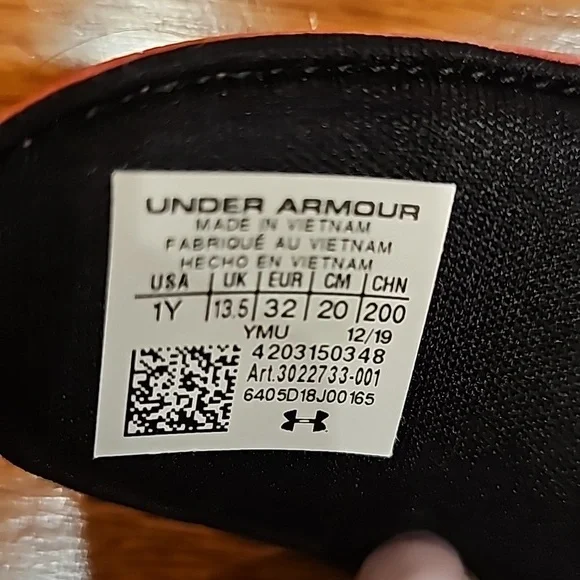 UNDER ARMOUR
MADE IN VIETNAM
FABRIQUÉ AU VIETNAM
HECHO EN VIETNAM
USA UK EUR CM CHN
1Y 13.5 32 20 200
YMU 12/19
4203150348
Art.3022733-001
6405D18J00165